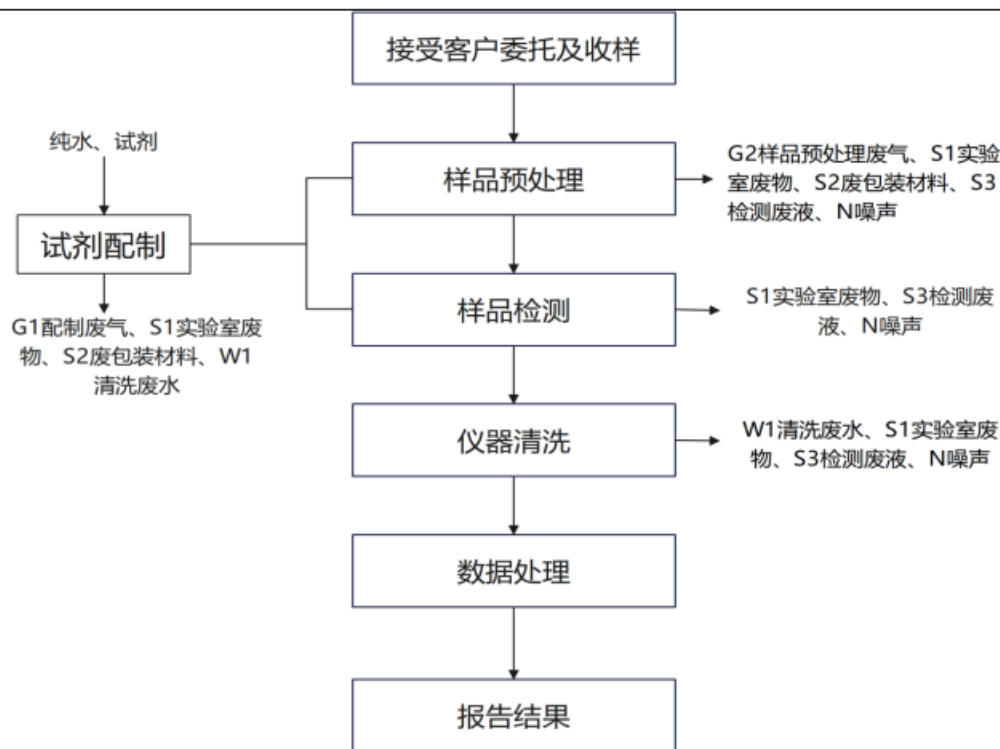 接受客户委托及收样
纯水、试剂
样品预处理
G2样品预处理废气、S1实验
室废物、S2废包装材料、S3
检测废液、N噪声
试剂配制
样品检测
S1实验室废物、S3检测废
液、N噪声
G1配制废气、S1实验室废
物、S2废包装材料、W1
清洗废水
仪器清洗
W1清洗废水、S1实验室废
物、S3检测废液、N噪声
数据处理
报告结果